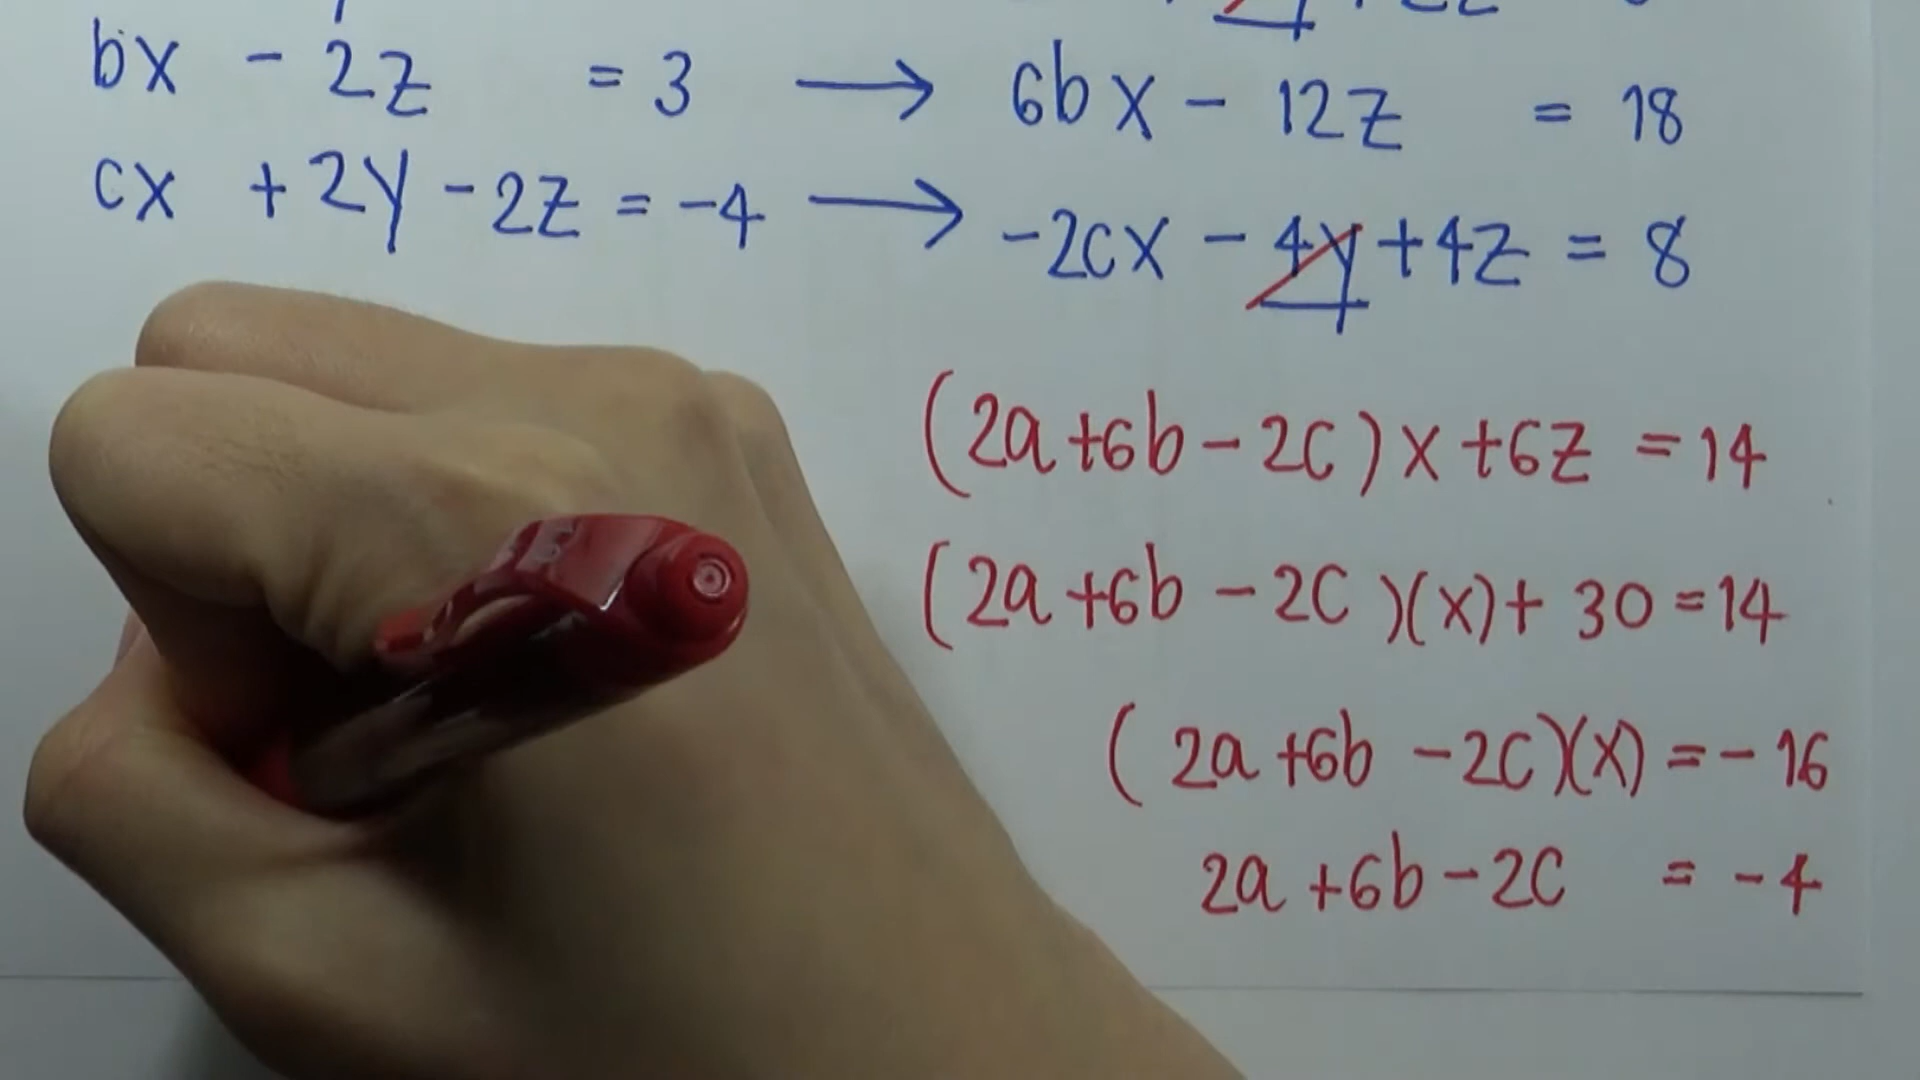 bx - 2z = 3 → 6bx - 12z = 18
cx + 2y - 2z = -4 → -2cx - 4y + 4z = 8
(2a + 6b - 2c)x + 6z = 14
(2a + 6b - 2c)(x) + 30 = 14
(2a + 6b - 2c)(x) = -16
2a + 6b - 2c = -4